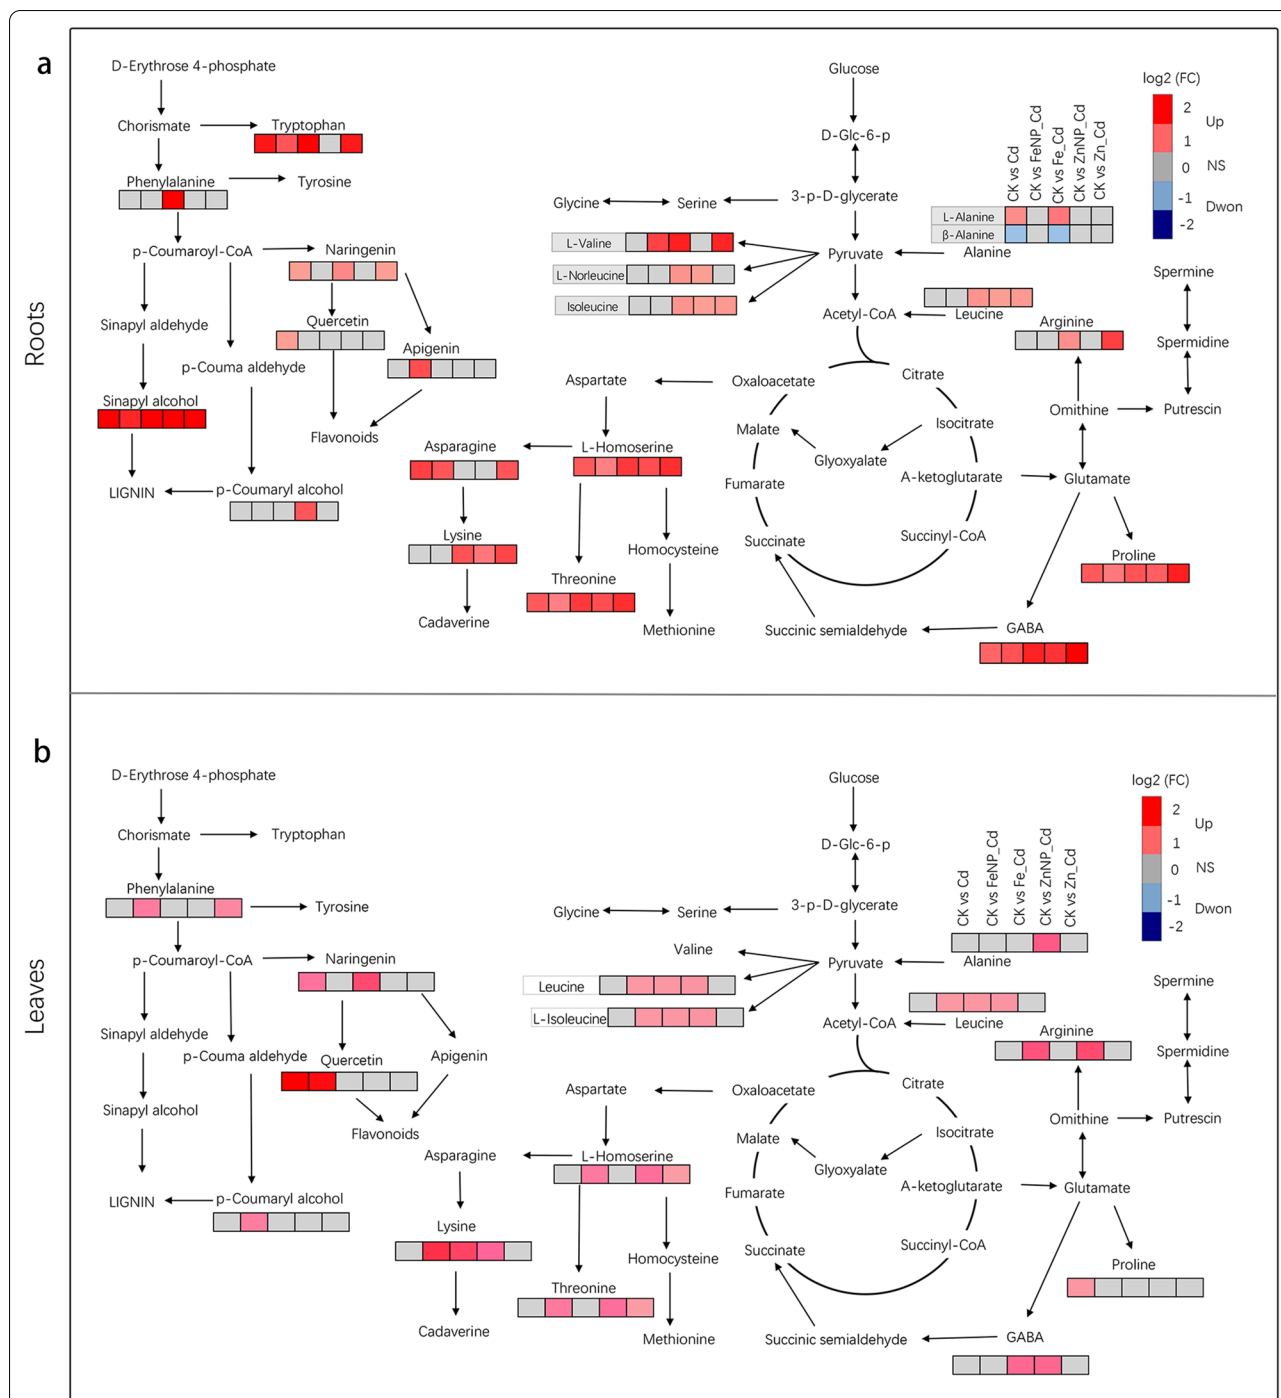 a
Roots
D-Erythrose 4-phosphate
Chorismate
Tryptophan
Phenylalanine
Tyrosine
p-Coumaroyl-CoA
Naringenin
Sinapyl aldehyde
Quercetin
p-Couma aldehyde
Apigenin
Sinapyl alcohol
Flavonoids
LIGNIN
p-Coumaryl alcohol
Glucose
D-Glc-6-p
3-p-D-glycerate
Glycine
Serine
L-Valine
L-Norleucine
Isoleucine
Pyruvate
Alanine
L-Alanine
β-Alanine
CK vs Cd
CK vs FeNP_Cd
CK vs Fe_Cd
CK vs ZnNP_Cd
CK vs Zn_Cd
log2 (FC)
2
Up
1
0
NS
-1
Dwon
-2
Acetyl-CoA
Leucine
Spermine
Arginine
Spermidine
Omithine
Putrescin
Aspartate
Oxaloacetate
Citrate
Malate
Isocitrate
Glyoxyalate
Asparagine
L-Homoserine
Fumarate
A-ketoglutarate
Glutamate
Lysine
Succinate
Succinyl-CoA
Homocysteine
Proline
Threonine
Cadaverine
Methionine
Succinic semialdehyde
GABA
b
Leaves
D-Erythrose 4-phosphate
Chorismate
Tryptophan
Phenylalanine
Tyrosine
p-Coumaroyl-CoA
Naringenin
Sinapyl aldehyde
p-Couma aldehyde
Quercetin
Apigenin
Sinapyl alcohol
Flavonoids
LIGNIN
p-Coumaryl alcohol
Glucose
D-Glc-6-p
3-p-D-glycerate
Glycine
Serine
Valine
Leucine
L-Isoleucine
Pyruvate
Alanine
CK vs Cd
CK vs FeNP_Cd
CK vs Fe_Cd
CK vs ZnNP_Cd
CK vs Zn_Cd
log2 (FC)
2
Up
1
0
NS
-1
Dwon
-2
Acetyl-CoA
Leucine
Spermine
Arginine
Spermidine
Omithine
Putrescin
Aspartate
Oxaloacetate
Citrate
Malate
Isocitrate
Glyoxyalate
Asparagine
L-Homoserine
Fumarate
A-ketoglutarate
Glutamate
Lysine
Succinate
Succinyl-CoA
Homocysteine
Proline
Threonine
Cadaverine
Methionine
Succinic semialdehyde
GABA